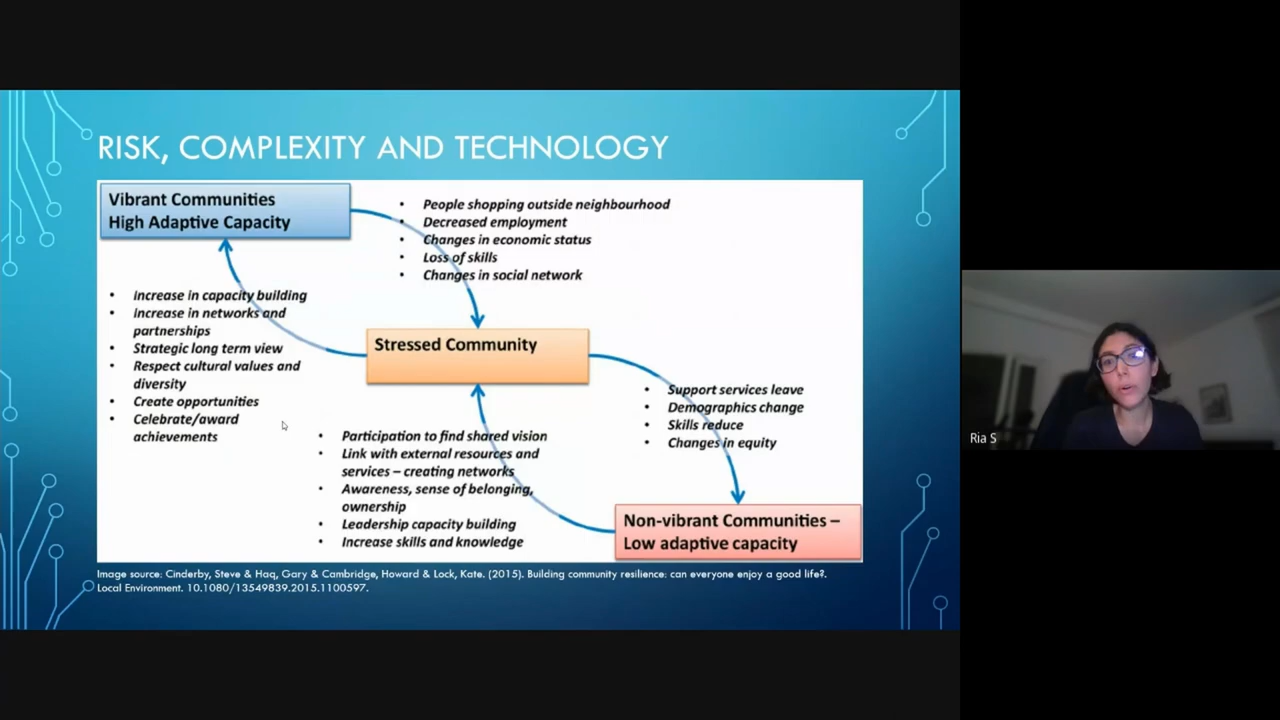 RISK, COMPLEXITY AND TECHNOLOGY
Vibrant Communities
High Adaptive Capacity
• People shopping outside neighbourhood
• Decreased employment
• Changes in economic status
• Loss of skills
• Changes in social network
• Increase in capacity building
• Increase in networks and
partnerships
• Strategic long term view
• Respect cultural values and
diversity
• Create opportunities
• Celebrate/award
achievements
Stressed Community
• Support services leave
• Demographics change
• Skills reduce
• Changes in equity
• Participation to find shared vision
• Link with external resources and
services – creating networks
• Awareness, sense of belonging,
ownership
• Leadership capacity building
• Increase skills and knowledge
Non-vibrant Communities –
Low adaptive capacity
Image source: Cinderby, Steve & Haq, Gary & Cambridge, Howard & Lock, Kate. (2015). Building community resilience: can everyone enjoy a good life?.
Local Environment. 10.1080/13549839.2015.1100597.
Ria S